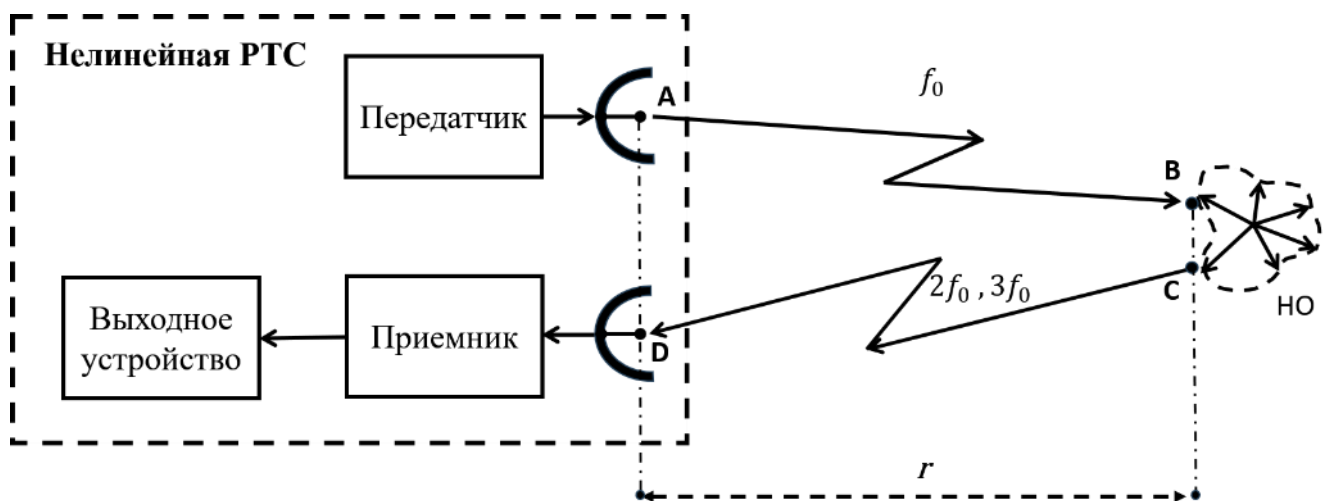 Нелинейная РТС
Передатчик
A
f₀
B
C
НО
2f₀ , 3f₀
Выходное
устройство
Приемник
D
r